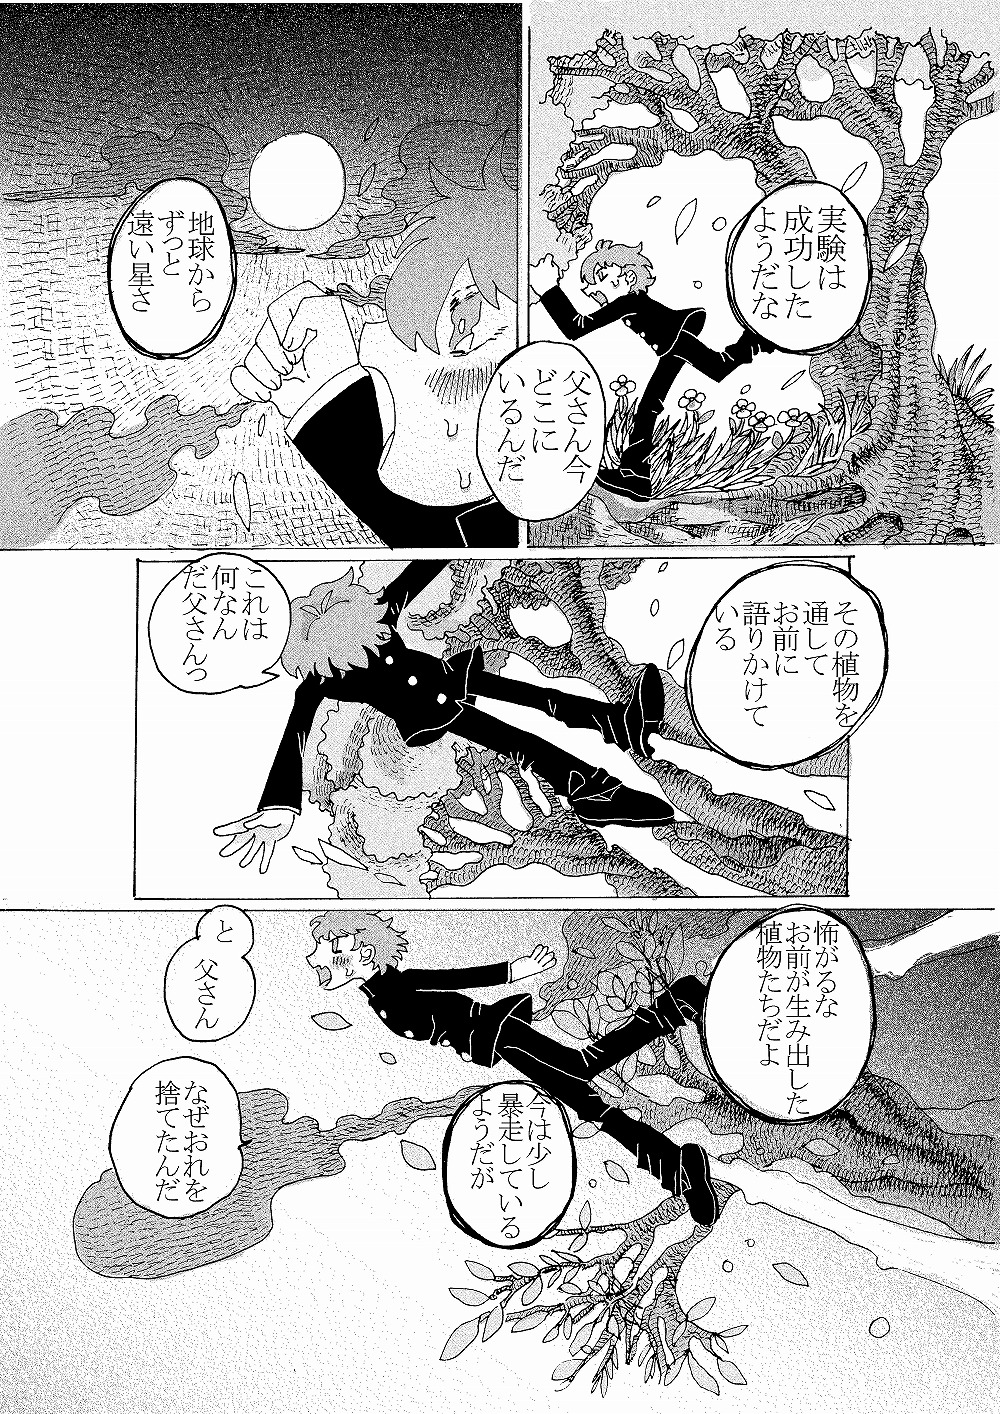 実験は
成功した
ようだな
父さん今
どこに
いるんだ
地球から
ずっと
遠い星さ
その植物を
通して
お前に
語りかけて
いる
これは
何なん
だ父さんっ
怖がるな
お前が生み出した
植物たちだよ
今は少し
暴走している
ようだが
と
父さん
なぜおれを
捨てたんだ